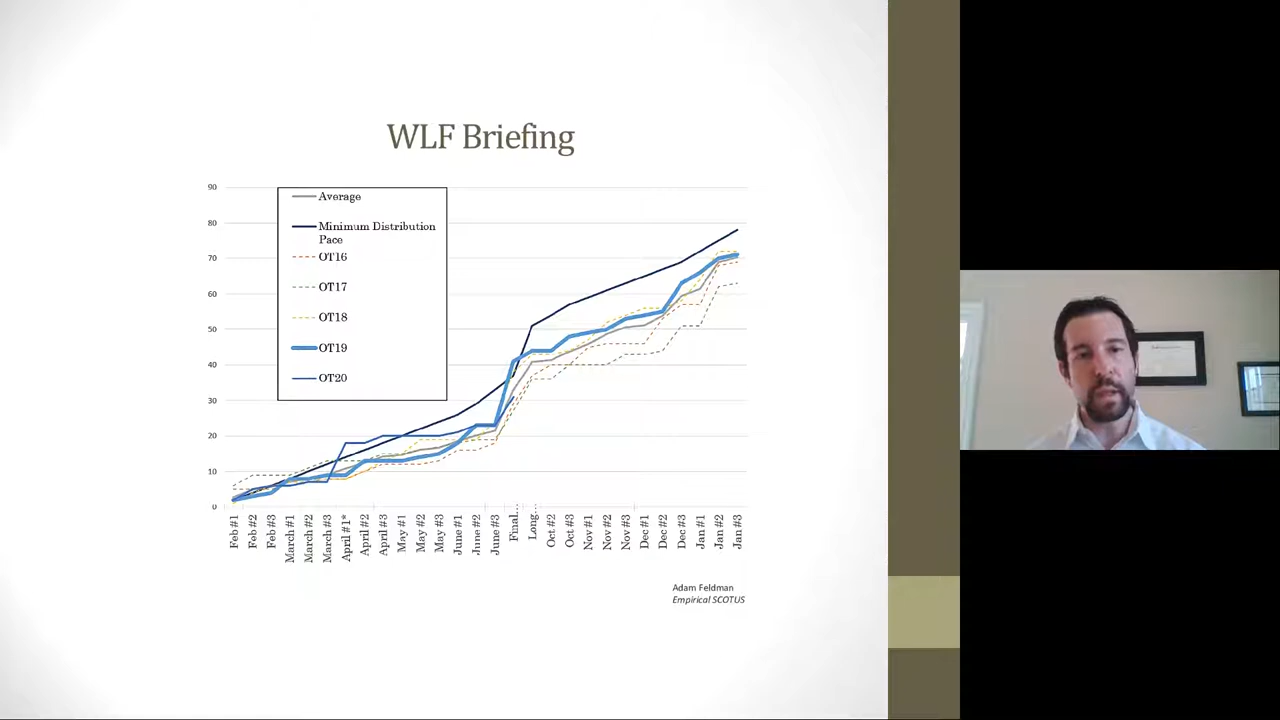 WLF Briefing
90
80
70
60
50
40
30
20
10
0
Average
Minimum Distribution
Pace
OT16
OT17
OT18
OT19
OT20
Feb #1
Feb #2
Feb #3
March #1
March #2
March #3
April #1*
April #2
April #3
May #1
May #2
May #3
June #1
June #2
June #3
Final...
Long...
Oct #2
Oct #3
Nov #1
Nov #2
Nov #3
Dec #1
Dec #2
Dec #3
Jan #1
Jan #2
Jan #3
Adam Feldman
Empirical SCOTUS